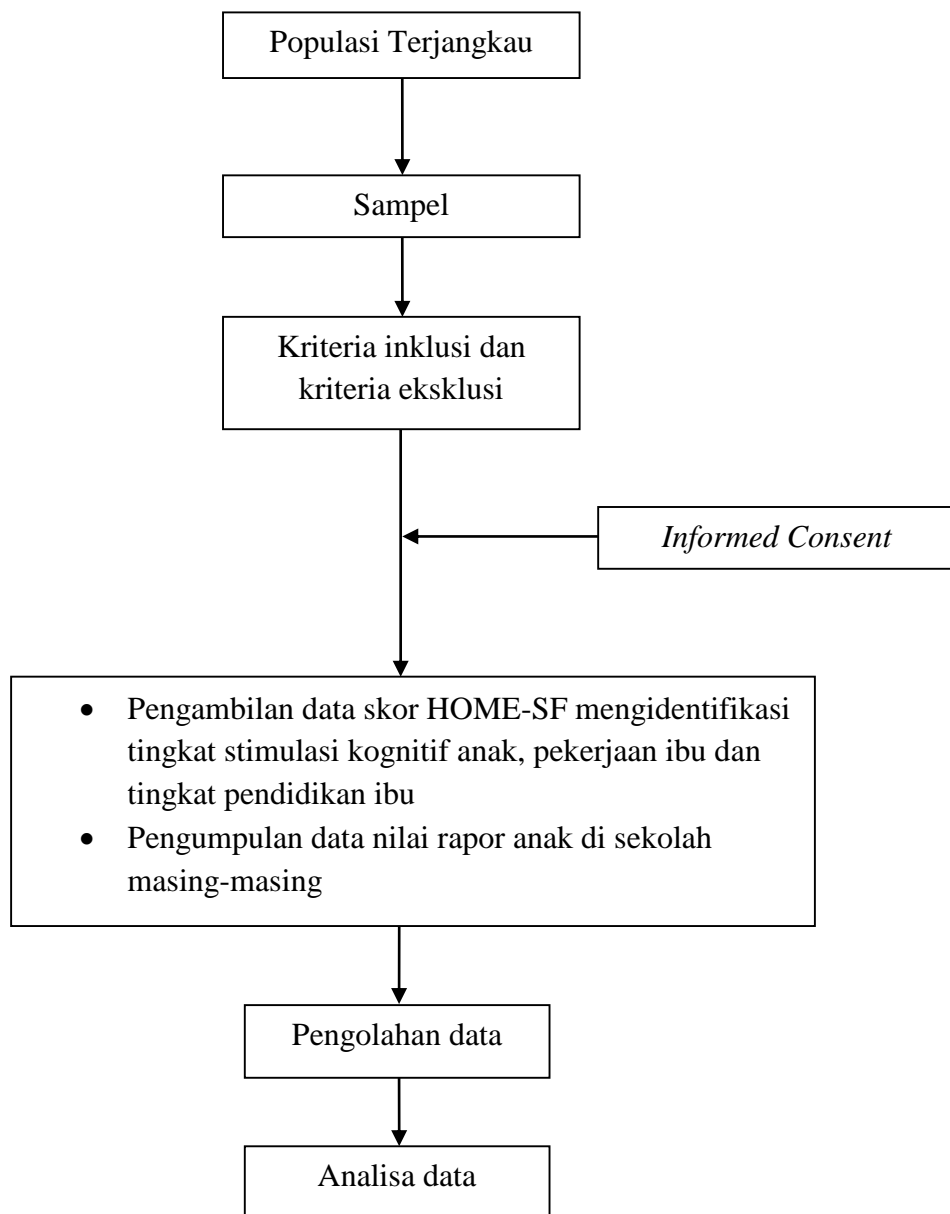 Populasi Terjangkau
Sampel
Kriteria inklusi dan
kriteria eksklusi
Informed Consent
• Pengambilan data skor HOME-SF mengidentifikasi
tingkat stimulasi kognitif anak, pekerjaan ibu dan
tingkat pendidikan ibu
• Pengumpulan data nilai rapor anak di sekolah
masing-masing
Pengolahan data
Analisa data